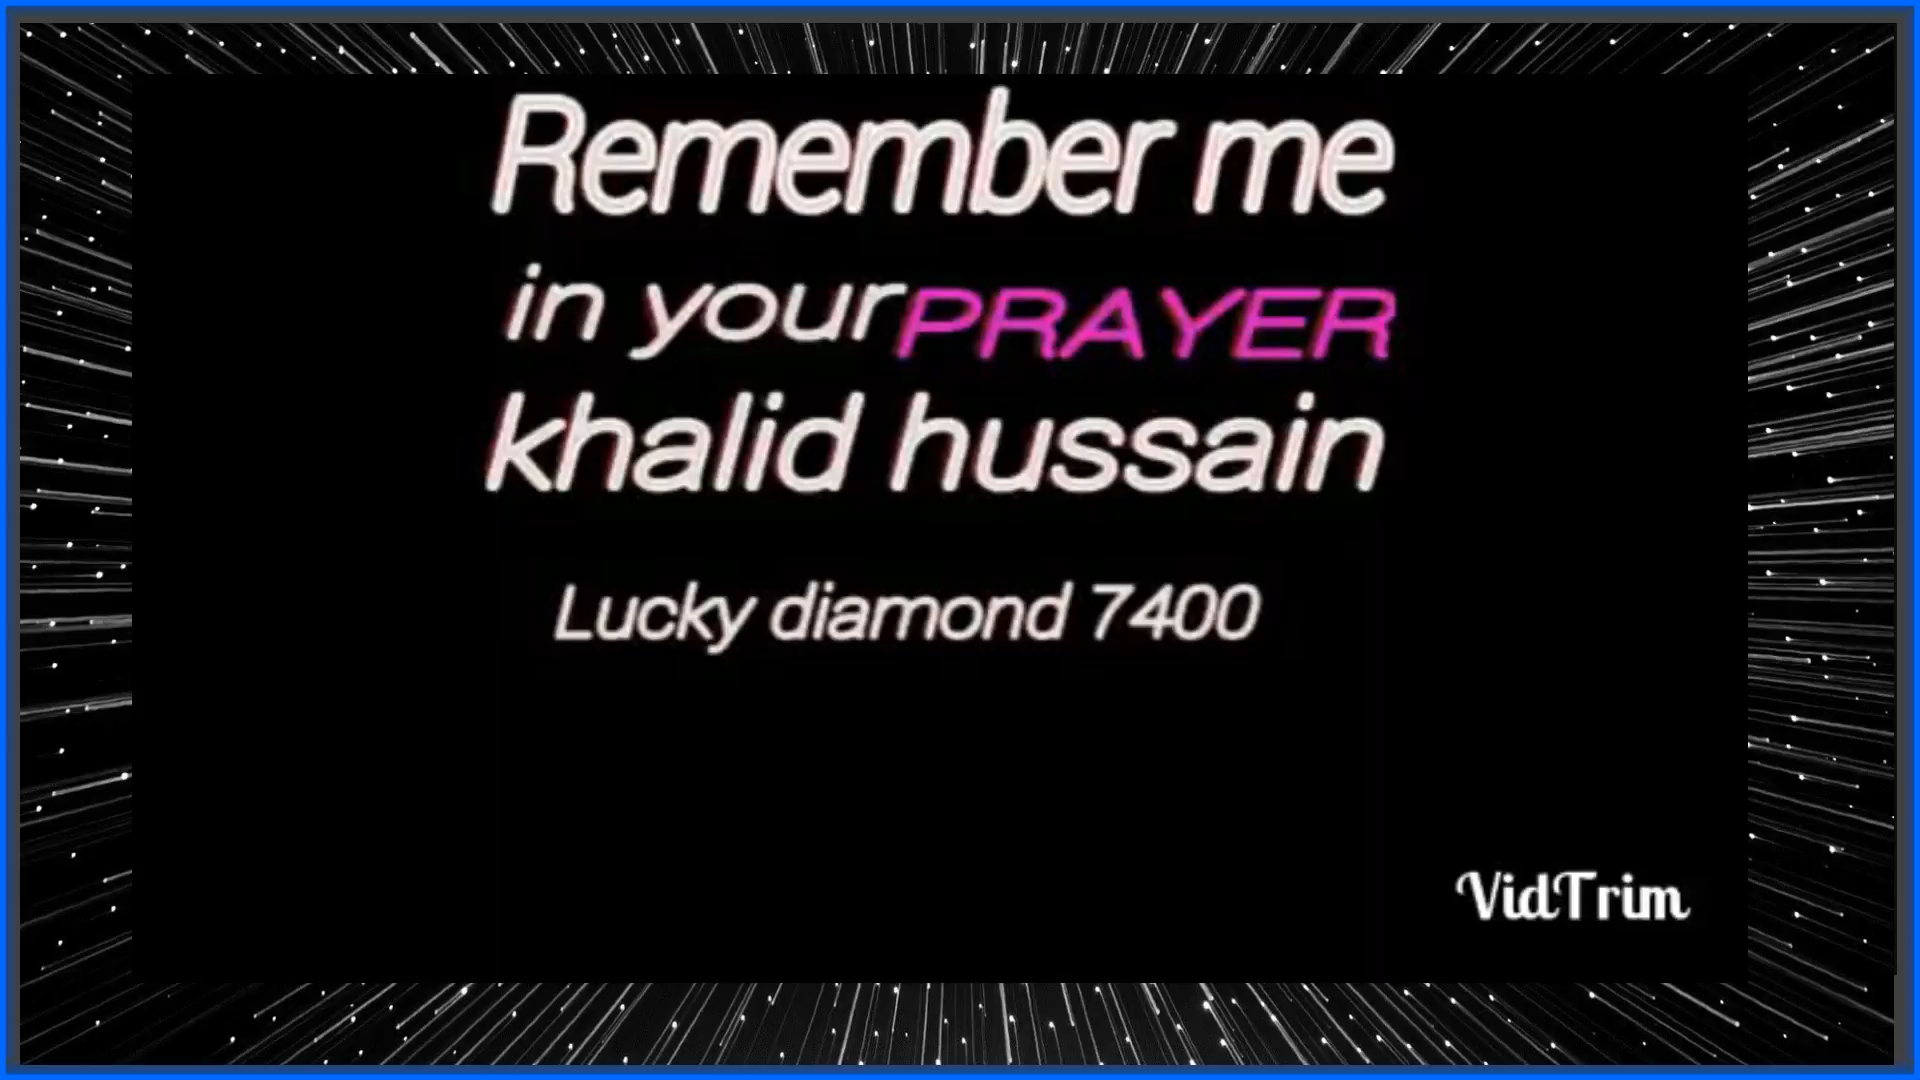 Remember me
in your PRAYER
khalid hussain
Lucky diamond 7400
VidTrim